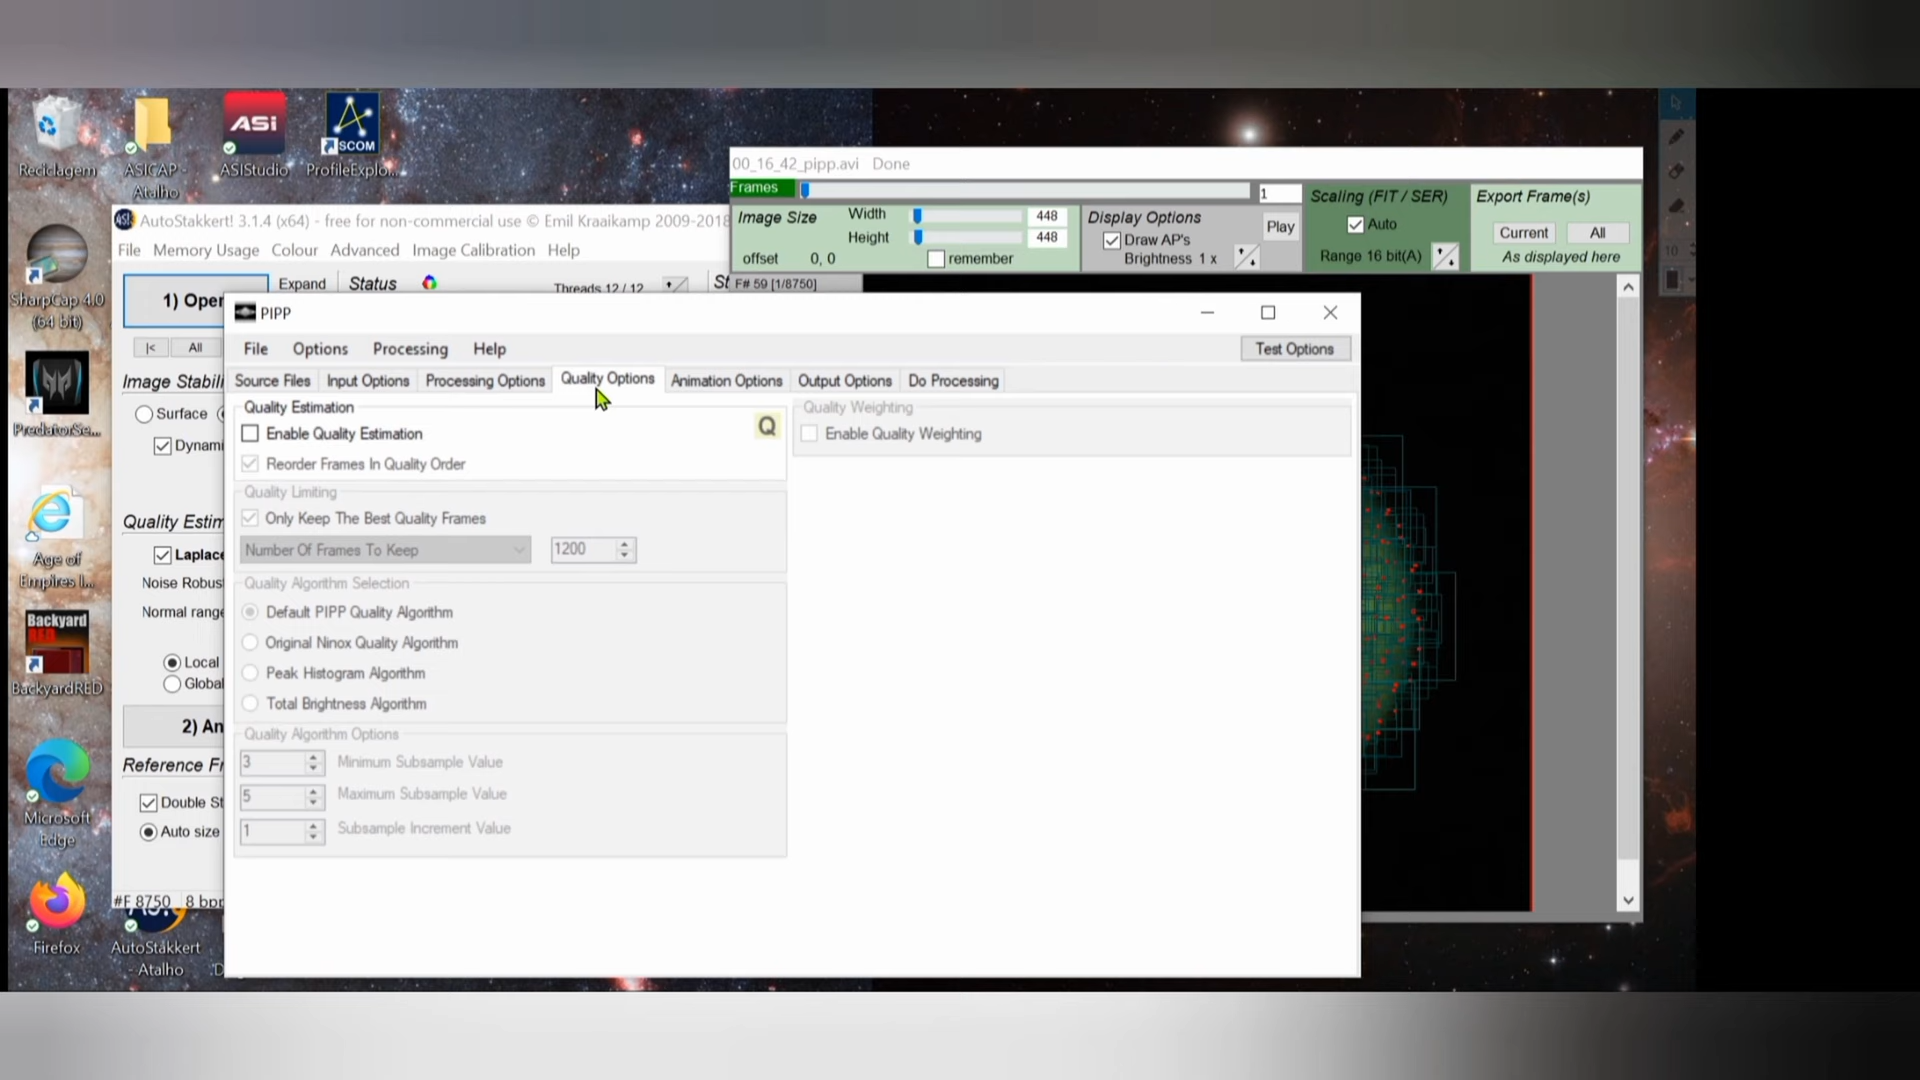 Reciclagem
ASICAP -
Atalho
ASi
ASIStudio
SCOM
ProfileExplo...
SharpCap 4.0
(64 bit)
PredatorSe...
Age of
Empires I...
Backyard
RED
BackyardRED
Microsoft
Edge
Firefox
AutoStakkert
- Atalho
AutoStakkert! 3.1.4 (x64) - free for non-commercial use © Emil Kraaikamp 2009-2018
File Memory Usage Colour Advanced Image Calibration Help
1) Oper
Expand
Status
Threads 12 / 12
|< All
Image Stabili
Surface
Dynami
Quality Estim
Laplace
Noise Robus
Normal range
Local
Global
2) An
Reference Fr
Double St
Auto size
#F 8750 8 bpp
00_16_42_pipp.avi Done
Frames
1
Image Size
Width 448
Height 448
offset 0, 0
remember
Display Options
Play
Draw AP's
Brightness 1 x
Scaling (FIT / SER)
Auto
Range 16 bit(A)
Export Frame(s)
Current All
As displayed here
F# 59 [1/8750]
PIPP
File Options Processing Help
Test Options
Source Files Input Options Processing Options Quality Options Animation Options Output Options Do Processing
Quality Estimation
Enable Quality Estimation
Q
Reorder Frames In Quality Order
Quality Limiting
Only Keep The Best Quality Frames
Number Of Frames To Keep 1200
Quality Algorithm Selection
Default PIPP Quality Algorithm
Original Ninox Quality Algorithm
Peak Histogram Algorithm
Total Brightness Algorithm
Quality Algorithm Options
3 Minimum Subsample Value
5 Maximum Subsample Value
1 Subsample Increment Value
Quality Weighting
Enable Quality Weighting
10